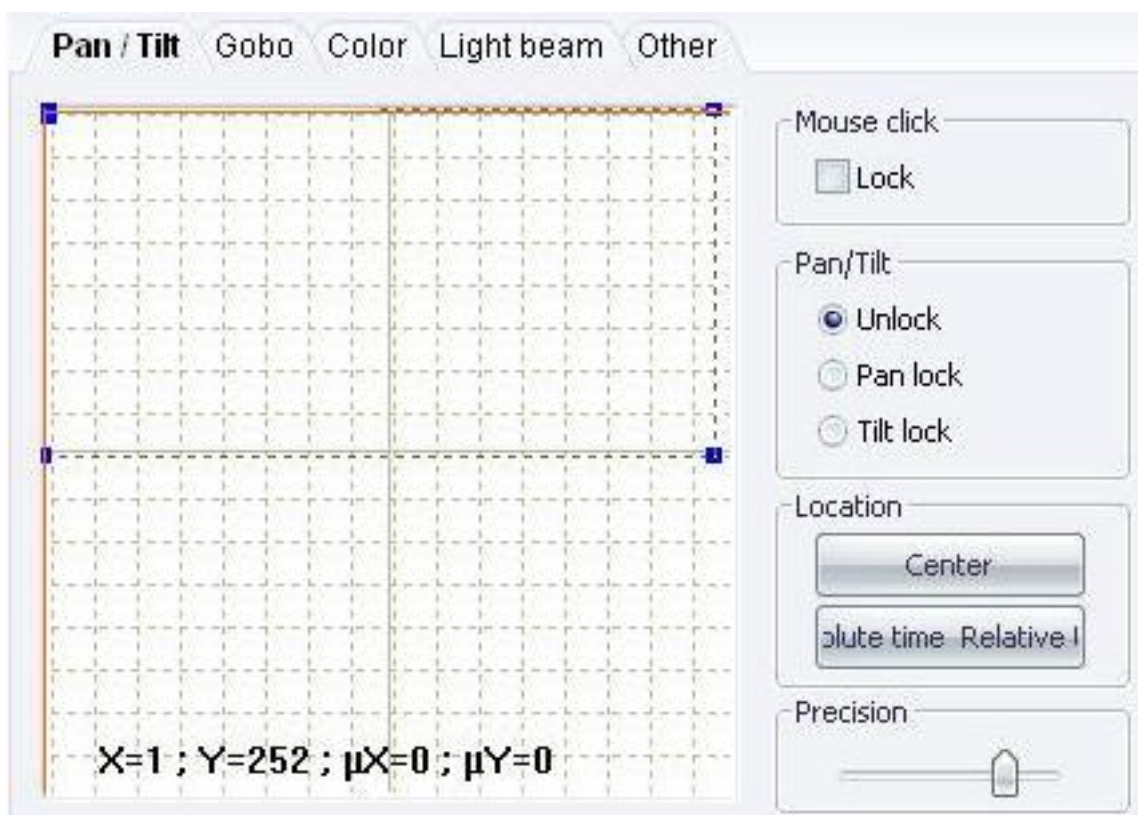 Pan / Tilt Gobo Color Light beam Other
Mouse click
Lock
Pan/Tilt
Unlock
Pan lock
Tilt lock
Location
Center
olute time Relative
Precision
X=1 ; Y=252 ; µX=0 ; µY=0